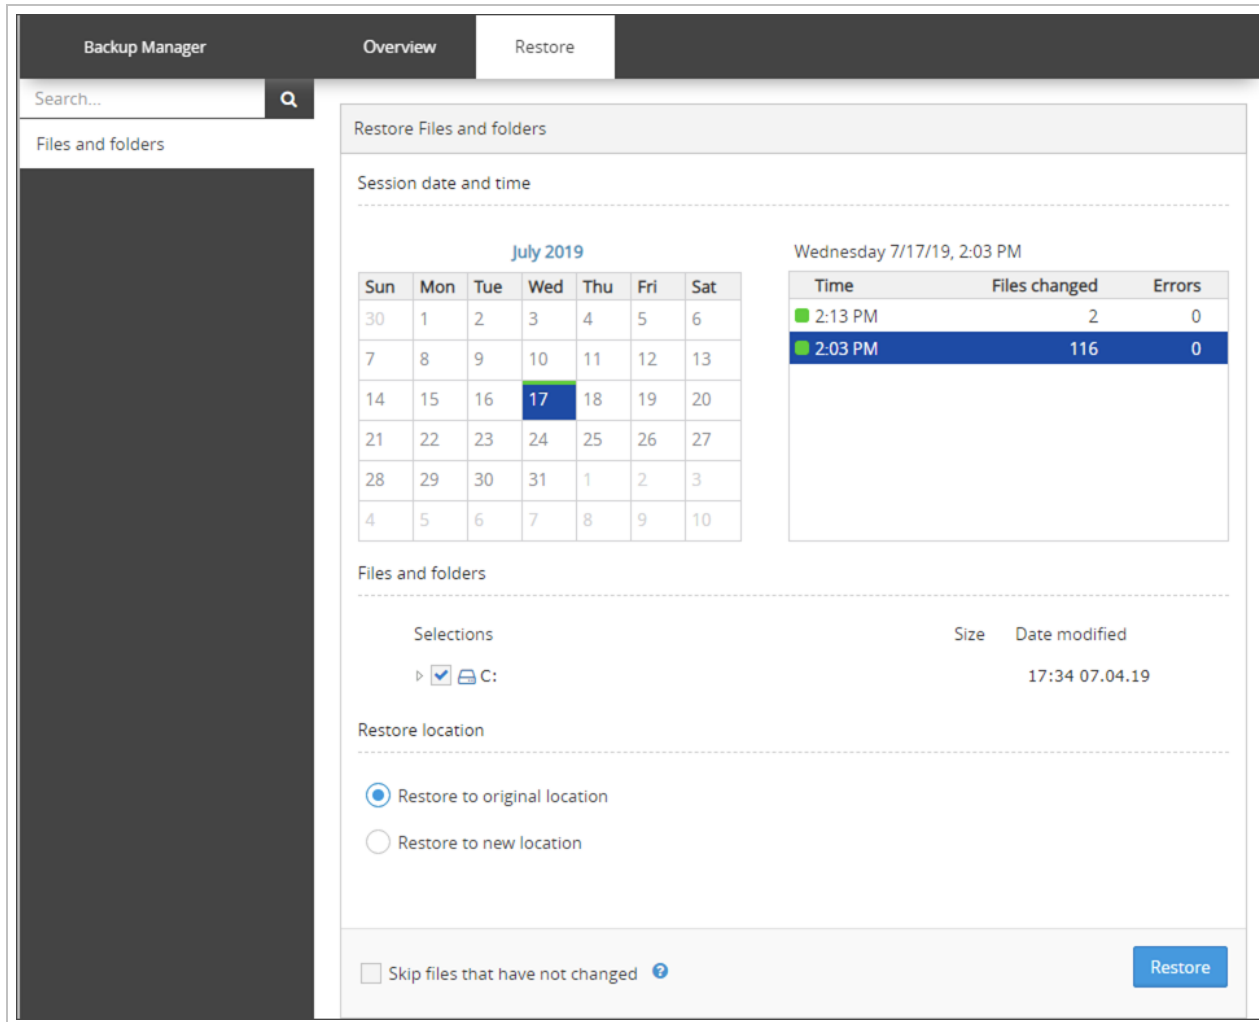 Backup Manager Overview Restore
Search...
Files and folders
Restore Files and folders
Session date and time
July 2019
Sun Mon Tue Wed Thu Fri Sat
30 1 2 3 4 5 6
7 8 9 10 11 12 13
14 15 16 17 18 19 20
21 22 23 24 25 26 27
28 29 30 31 1 2 3
4 5 6 7 8 9 10
Wednesday 7/17/19, 2:03 PM
Time Files changed Errors
2:13 PM 2 0
2:03 PM 116 0
Files and folders
Selections Size Date modified
C: 17:34 07.04.19
Restore location
Restore to original location
Restore to new location
Skip files that have not changed ?
Restore